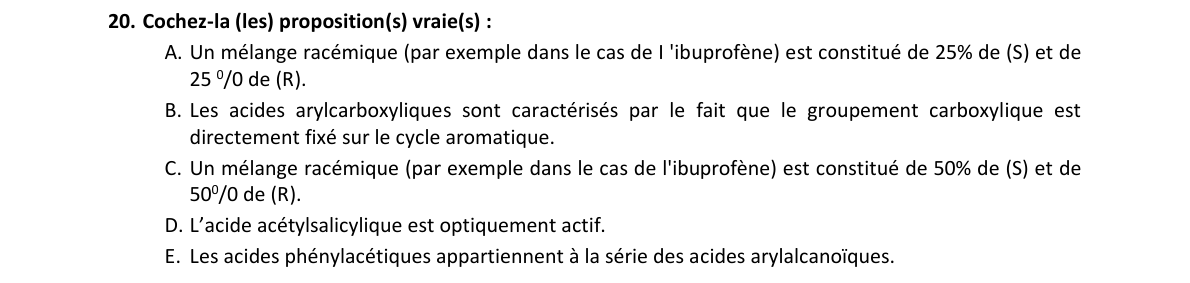 20. Cochez-la (les) proposition(s) vraie(s) :
A. Un mélange racémique (par exemple dans le cas de I 'ibuprofène) est constitué de 25% de (S) et de
25 ⁰/0 de (R).
B. Les acides arylcarboxyliques sont caractérisés par le fait que le groupement carboxylique est
directement fixé sur le cycle aromatique.
C. Un mélange racémique (par exemple dans le cas de l'ibuprofène) est constitué de 50% de (S) et de
50⁰/0 de (R).
D. L’acide acétylsalicylique est optiquement actif.
E. Les acides phénylacétiques appartiennent à la série des acides arylalcanoïques.